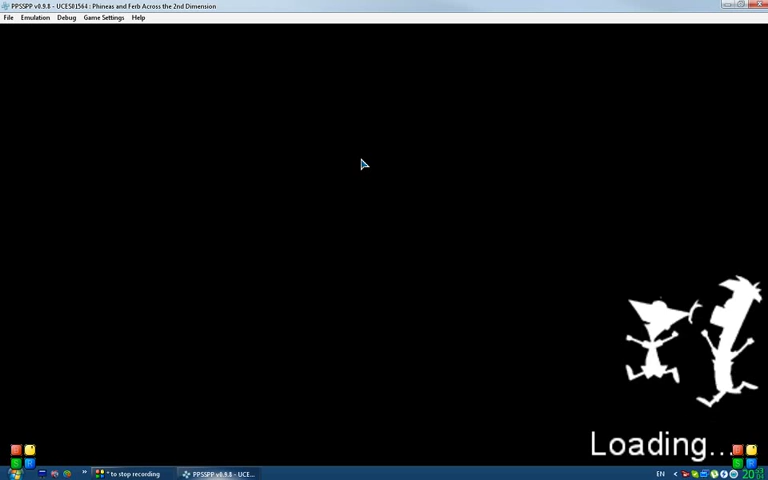 PPSSPP v0.9.8 - UCES01564 : Phineas and Ferb Across the 2nd Dimension
File Emulation Debug Game Settings Help
Loading...
* to stop recording
PPSSPP v0.9.8 - UCE...
EN